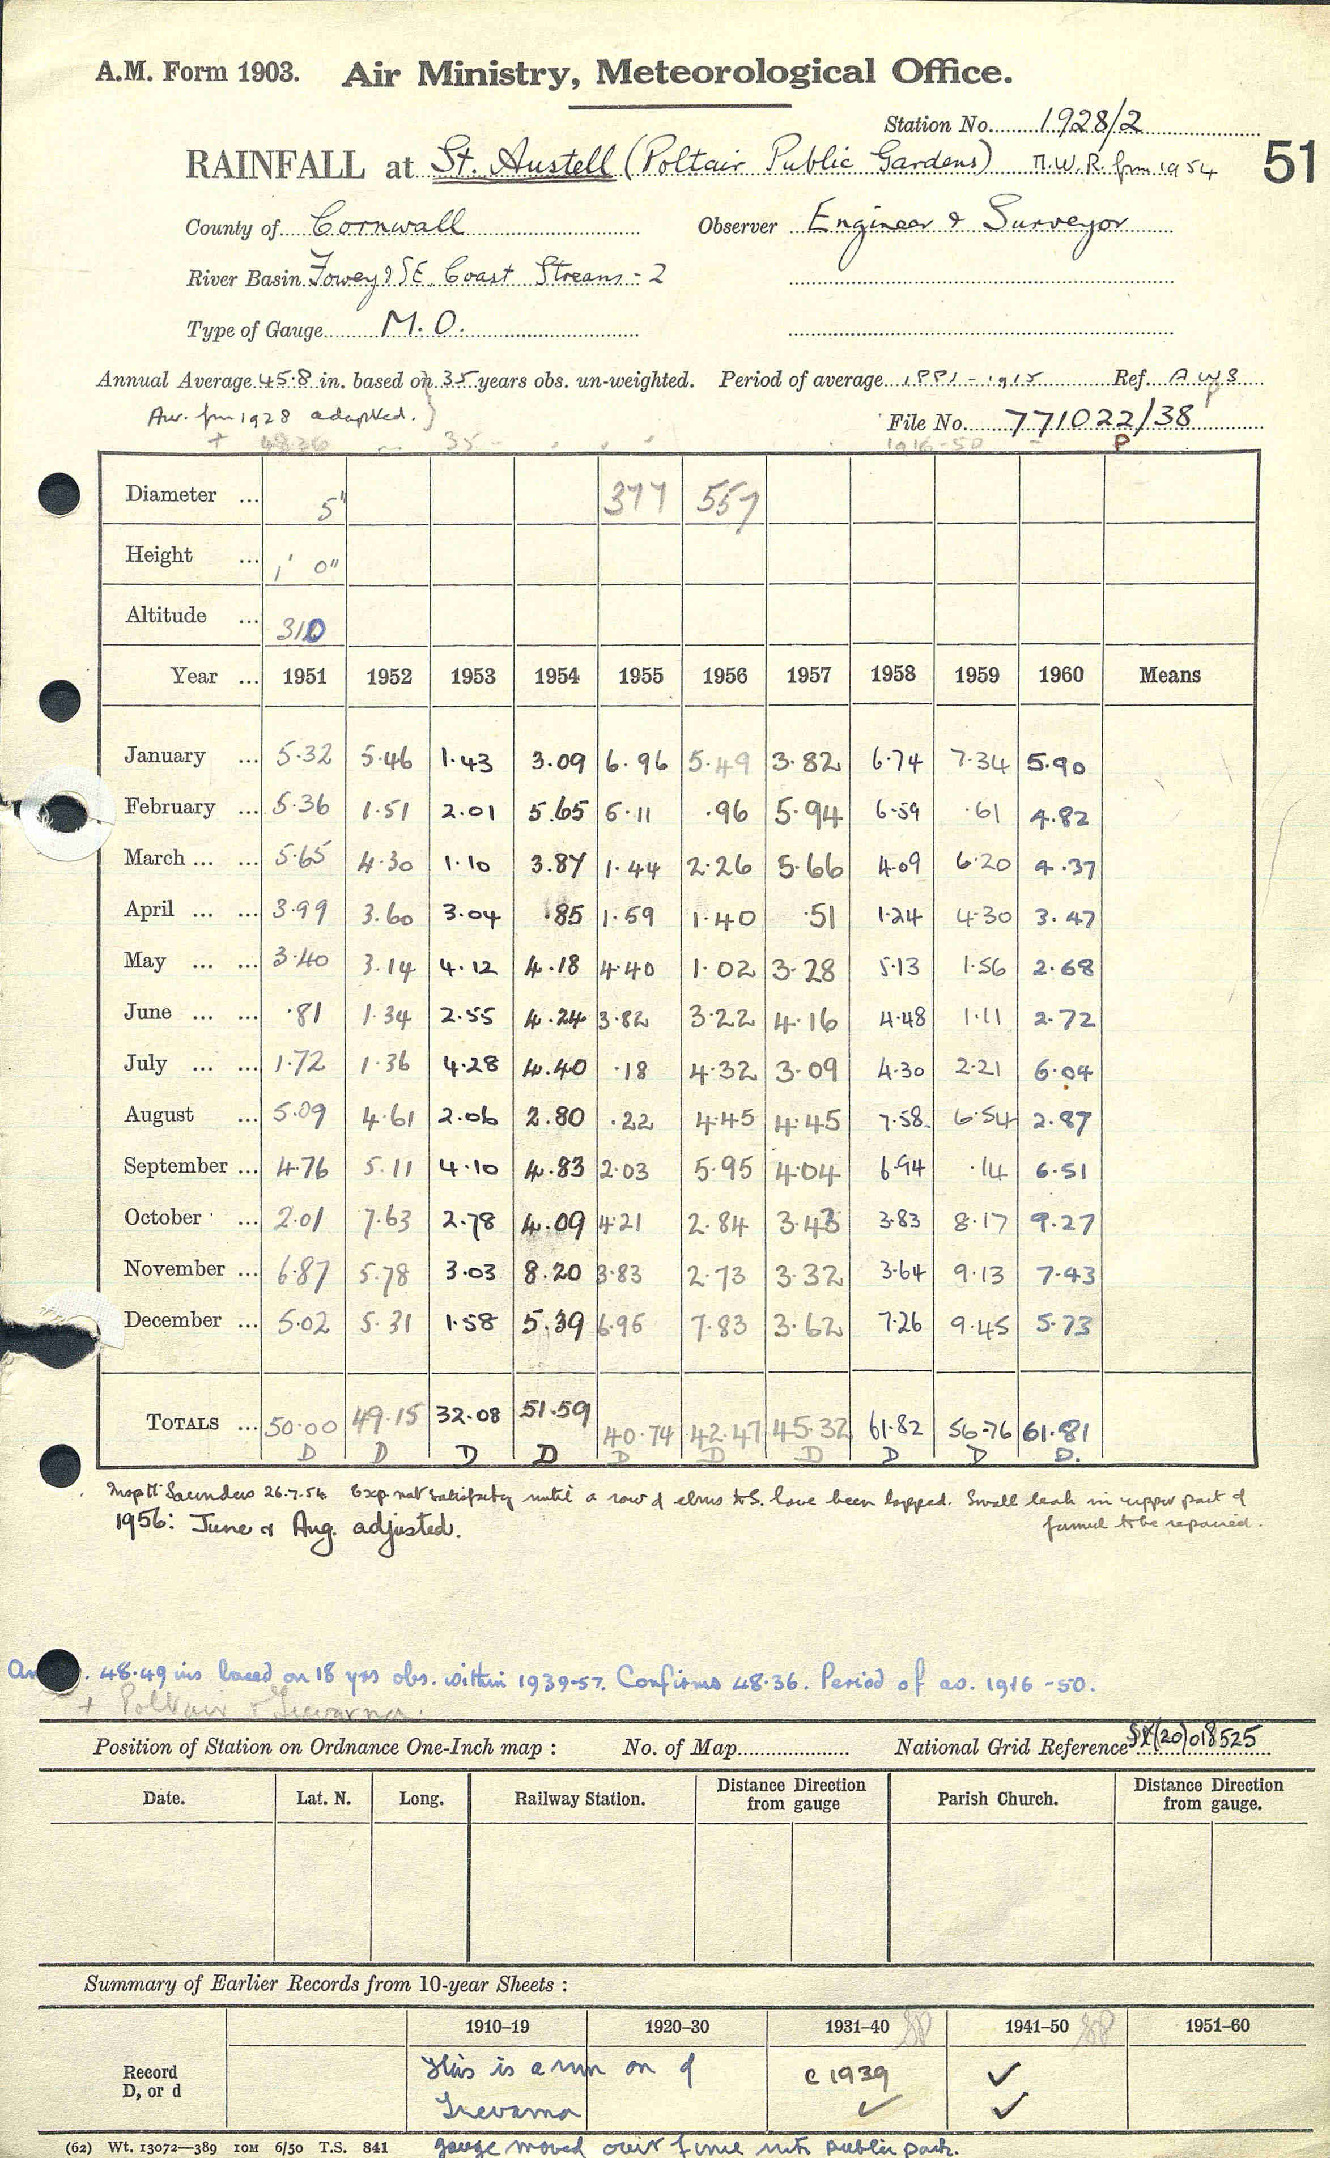 A.M. Form 1903. Air Ministry, Meteorological Office.
Station No. 1928/2
RAINFALL at St. Austell (Poltair Public Gardens) M.W.R. from 1954 51
County of Cornwall Observer Engineer & Surveyor
River Basin Fowey & SE. Coast Streams - 2
Type of Gauge M.O.
Annual Average 45.8 in. based on 35 years obs. un-weighted. Period of average 1881-1915 Ref.
Av. from 1928 adapted. File No. 771022/38
+ 48.36 35 1916-50
P
Diameter ... 5" 377 557
Height ... 1' 0"
Altitude ... 310
Year ... 1951 1952 1953 1954 1955 1956 1957 1958 1959 1960 Means
January ... 5.32 5.46 1.43 3.09 6.96 5.49 3.82 6.74 7.34 5.90
February ... 5.36 1.51 2.01 5.65 5.11 .96 5.94 6.59 .61 4.82
March ... ... 5.65 4.30 1.10 3.87 1.44 2.26 5.66 4.09 6.20 4.37
April ... ... 3.99 3.60 3.04 .85 1.59 1.40 .51 1.24 4.30 3.47
May ... ... 3.40 3.14 4.12 4.18 4.40 1.02 3.28 5.13 1.56 2.68
June ... ... .81 1.34 2.55 4.24 3.82 3.22 4.16 4.48 1.11 2.72
July ... ... 1.72 1.36 4.28 4.40 .18 4.32 3.09 4.30 2.21 6.04
August ... 5.09 4.61 2.06 2.80 .22 4.45 4.45 7.58 6.54 2.87
September ... 4.76 5.11 4.10 4.83 2.03 5.95 4.04 6.94 .14 6.51
October ... 2.01 7.63 2.78 4.09 4.21 2.84 3.43 3.83 8.17 9.27
November ... 6.87 5.78 3.03 8.20 3.83 2.73 3.32 3.64 9.13 7.43
December ... 5.02 5.31 1.58 5.39 6.95 7.83 3.62 7.26 9.45 5.73
TOTALS ... 50.00 49.15 32.08 51.59 40.74 42.47 45.32 61.82 56.76 61.81
D D D D D D D D D D.
Insp Mr Saunders 26.7.54 Exp. not satisfactory until a row of elms to S. have been lopped. Small leak in upper part of
funnel to be repaired.
1956: June & Aug. adjusted.
48.49 ins based on 18 yrs obs. within 1939-57. Confirms 48.36. Period of av. 1916-50.
+ Poltair & Trevarna.
Position of Station on Ordnance One-Inch map : No. of Map National Grid Reference SX(20)018525
Date. Lat. N. Long. Railway Station. Distance from gauge Direction Parish Church. Distance from gauge. Direction
Summary of Earlier Records from 10-year Sheets :
1910–19 1920–30 1931–40 1941–50 1951–60
Record D, or d This is a run on of c 1939 ✓
Trevarna ✓ ✓
(62) Wt. 13072—389 10M 6/50 T.S. 841 gauge moved over fence into public park.